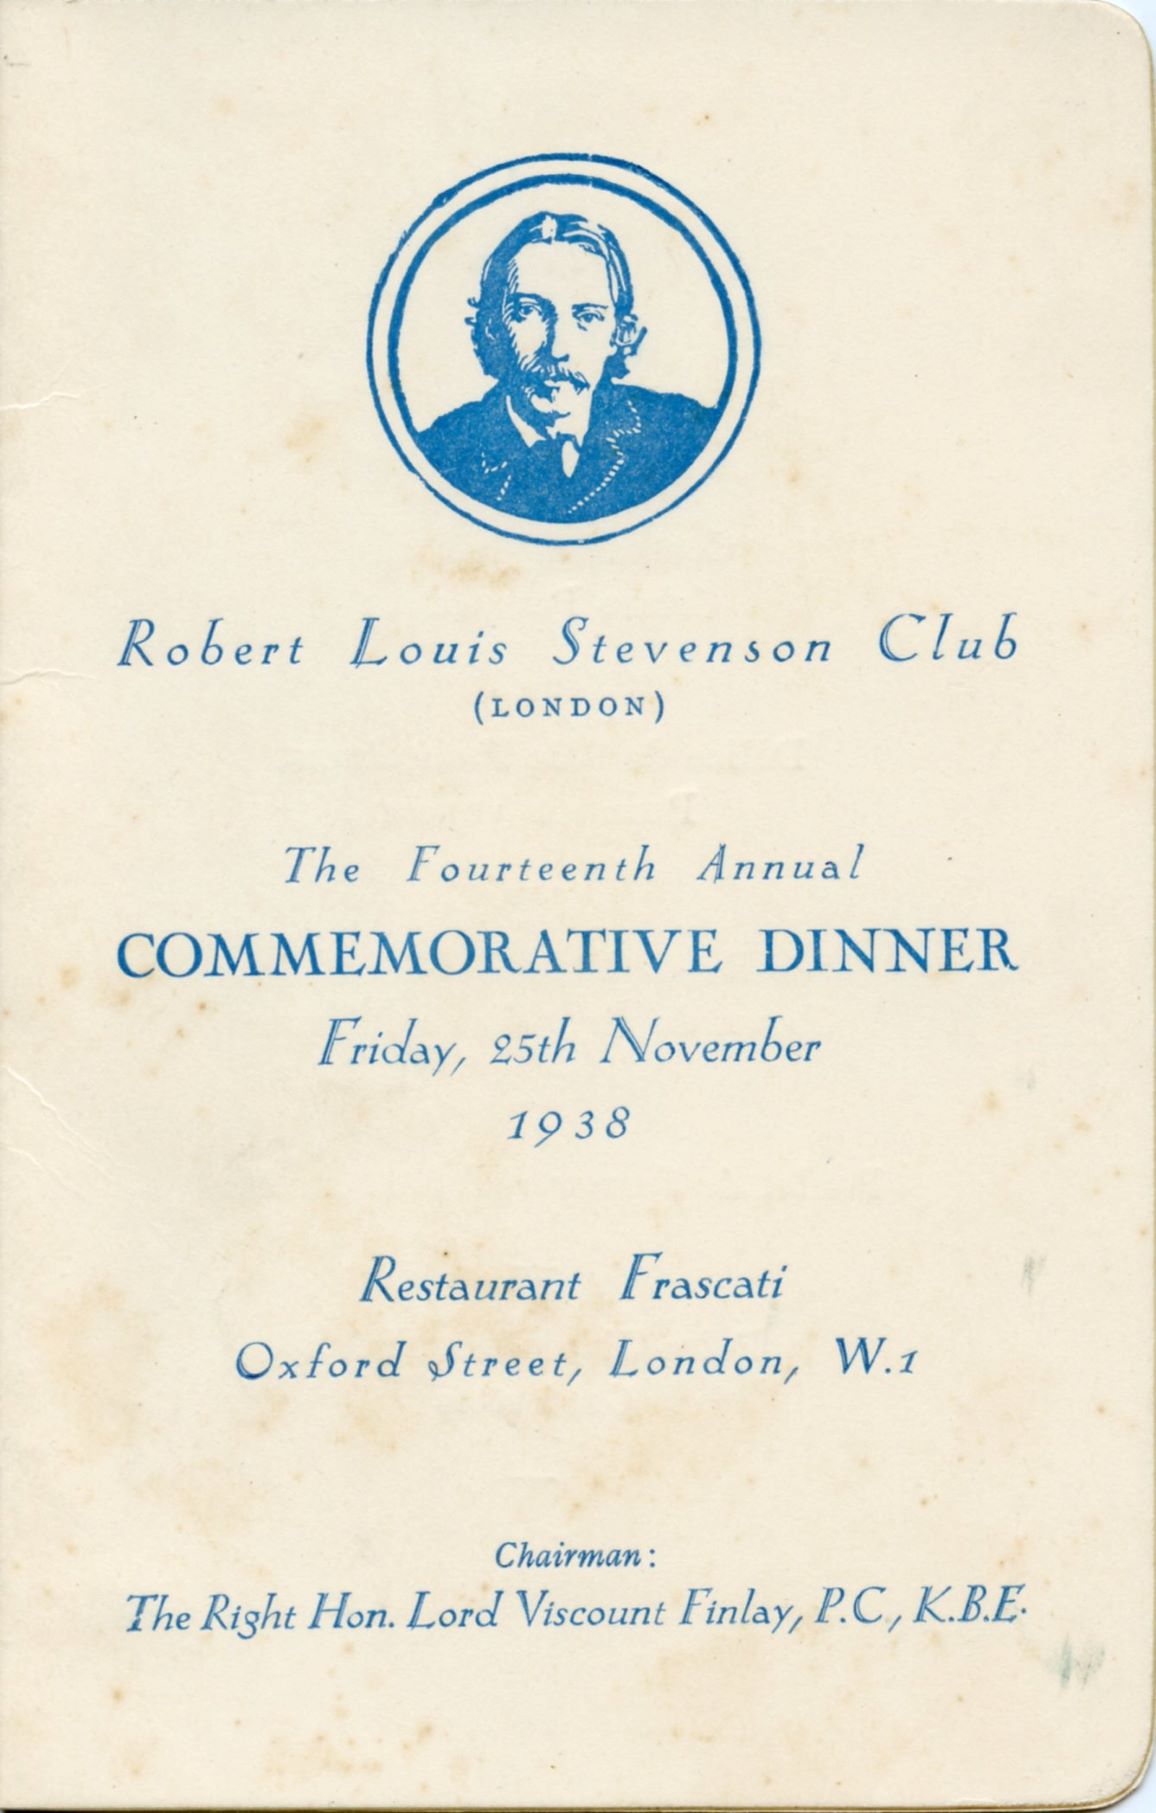 Robert Louis Stevenson Club
(LONDON)
The Fourteenth Annual
COMMEMORATIVE DINNER
Friday, 25th November
1938
Restaurant Frascati
Oxford Street, London, W.1
Chairman:
The Right Hon. Lord Viscount Finlay, P.C, K.B.E.